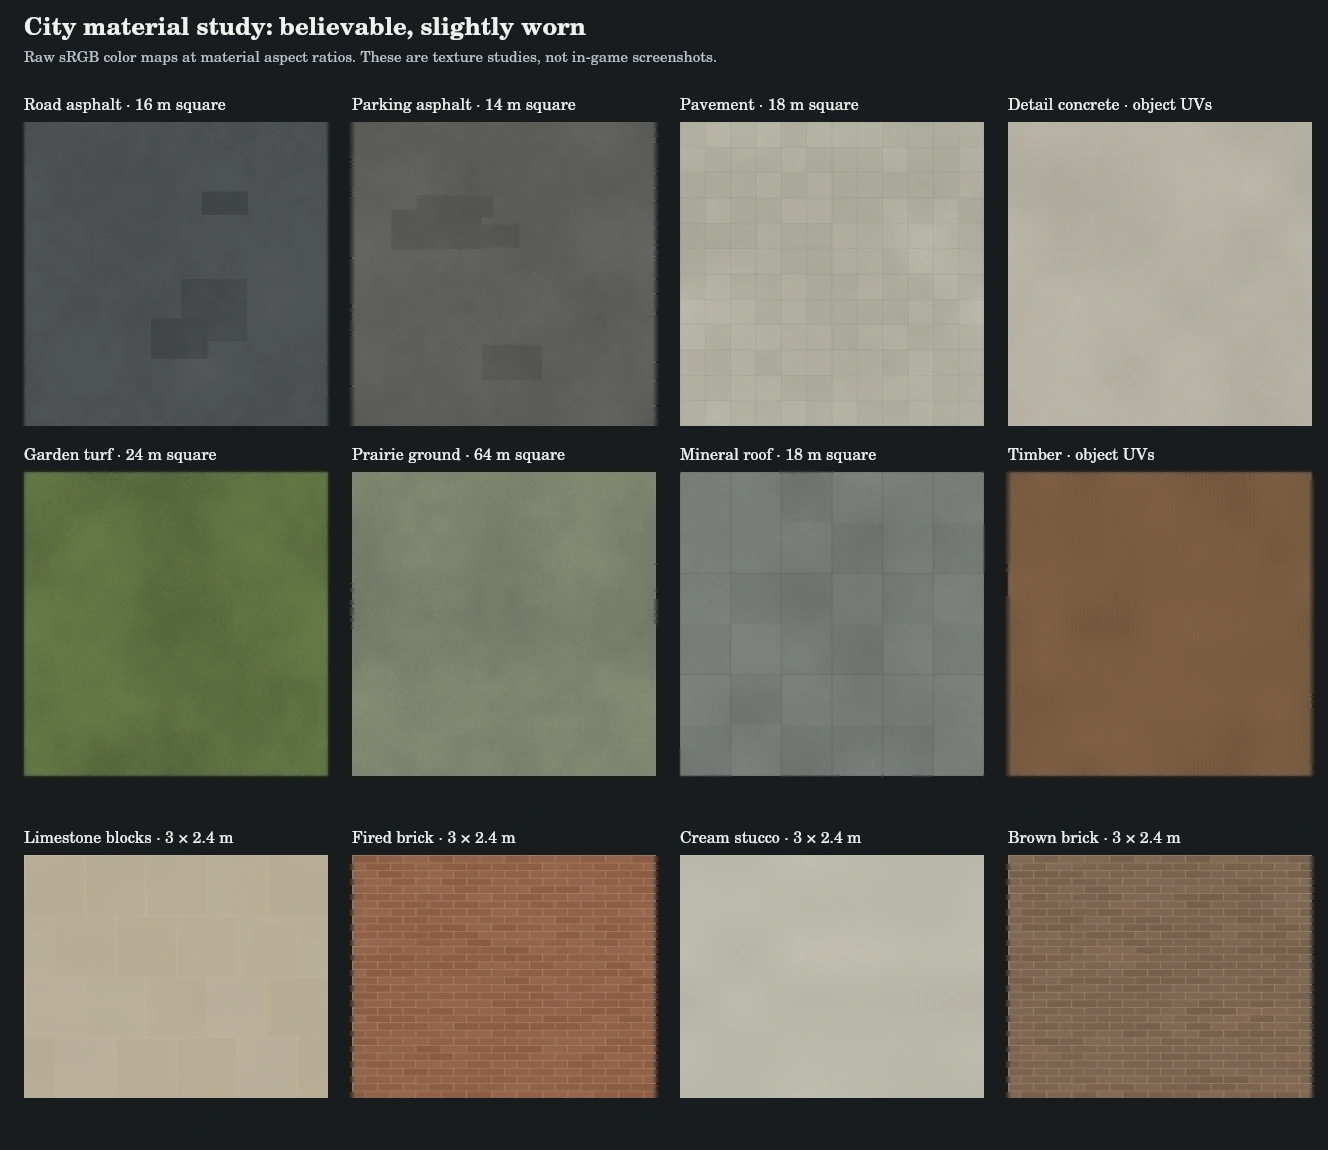 City material study: believable, slightly worn
Raw sRGB color maps at material aspect ratios. These are texture studies, not in-game screenshots.
Road asphalt · 16 m square
Parking asphalt · 14 m square
Pavement · 18 m square
Detail concrete · object UVs
Garden turf · 24 m square
Prairie ground · 64 m square
Mineral roof · 18 m square
Timber · object UVs
Limestone blocks · 3 × 2.4 m
Fired brick · 3 × 2.4 m
Cream stucco · 3 × 2.4 m
Brown brick · 3 × 2.4 m